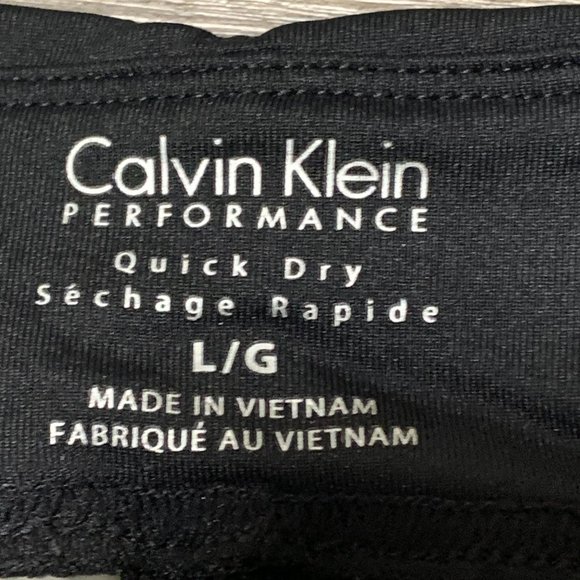 Calvin Klein
PERFORMANCE
Quick Dry
Séchage Rapide
L/G
MADE IN VIETNAM
FABRIQUÉ AU VIETNAM